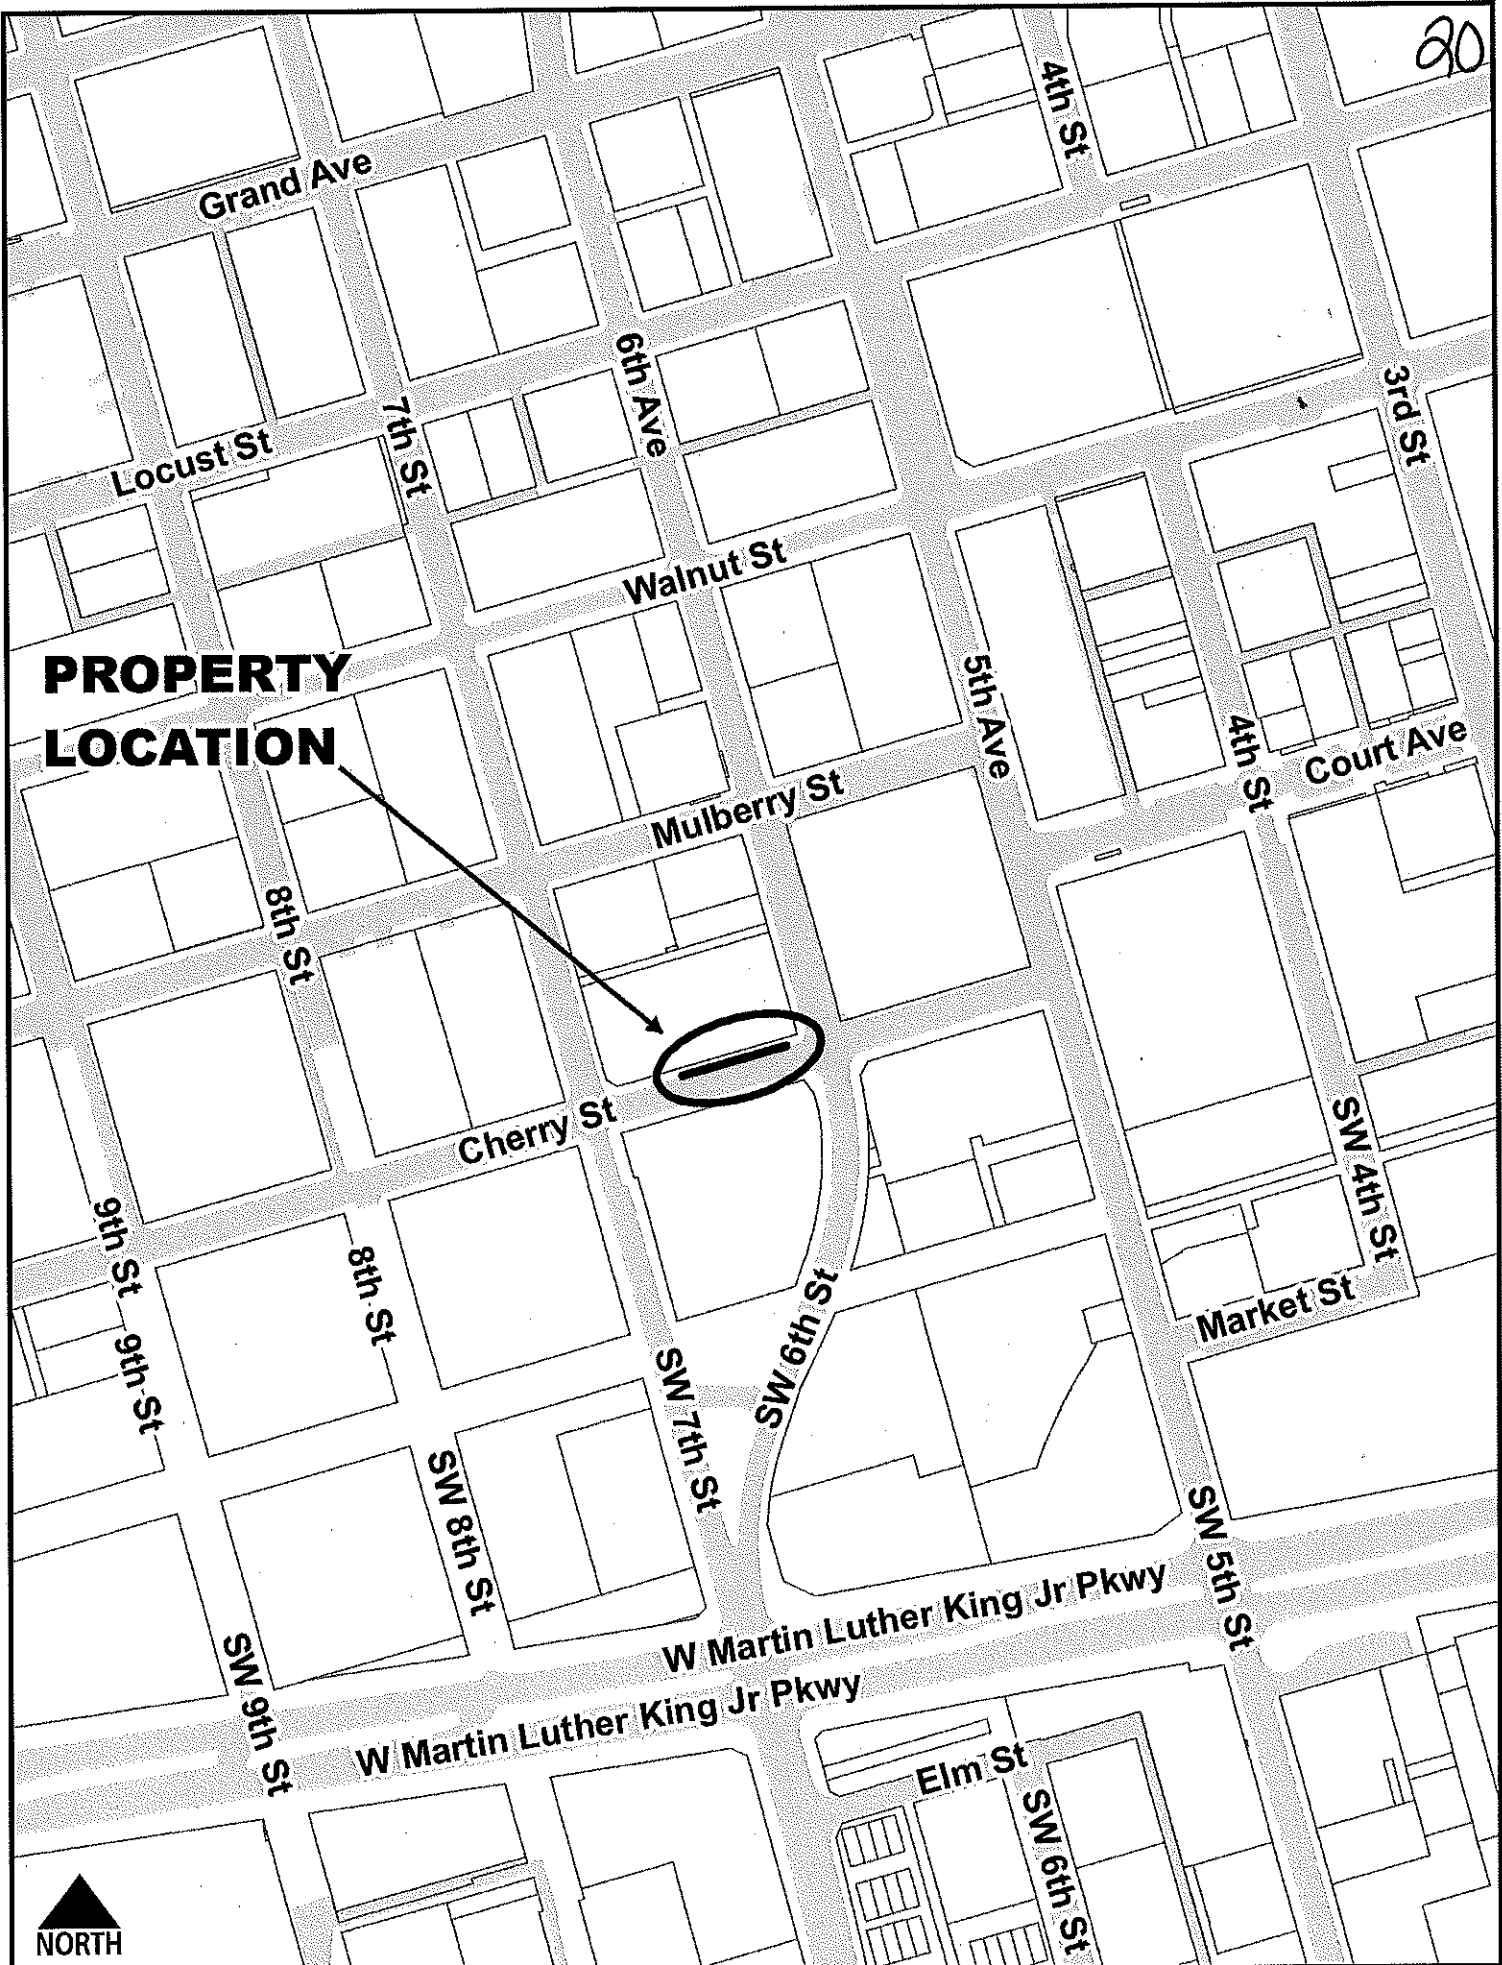 20
4th St
Grand Ave
6th Ave
3rd St
7th St
Locust St
Walnut St
PROPERTY
LOCATION
5th Ave
4th St
Court Ave
Mulberry St
8th St
Cherry St
SW 4th St
9th St
8th St
SW 6th St
Market St
9th St
SW 7th St
SW 8th St
SW 5th St
W Martin Luther King Jr Pkwy
SW 9th St
W Martin Luther King Jr Pkwy
Elm St
SW 6th St
NORTH